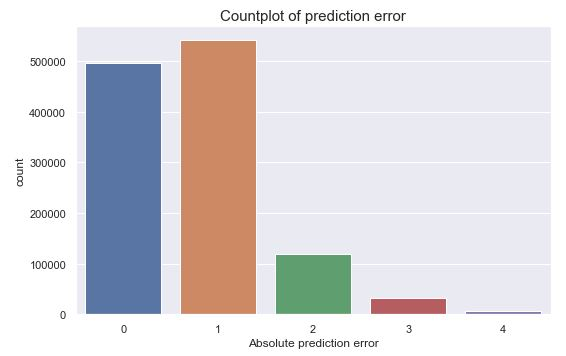 Countplot of prediction error
500000
400000
300000
200000
100000
0
count
0 1 2 3 4
Absolute prediction error